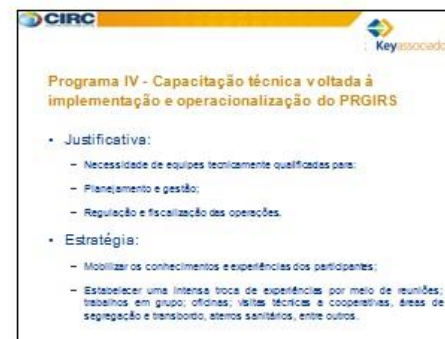 CIRC
Keyassociados
Programa IV - Capacitação técnica voltada à
implementação e operacionalização do PRGIRS
• Justificativa:
– Necessidade de equipes tecnicamente qualificadas para:
– Planejamento e gestão;
– Regulação e fiscalização das operações.
• Estratégia:
– Mobilizar os conhecimentos e experiências dos participantes;
– Estabelecer uma intensa troca de experiências por meio de reuniões;
trabalhos em grupo; oficinas; visitas técnicas a cooperativas, áreas de
segregação e transbordo, aterros sanitários, entre outros.